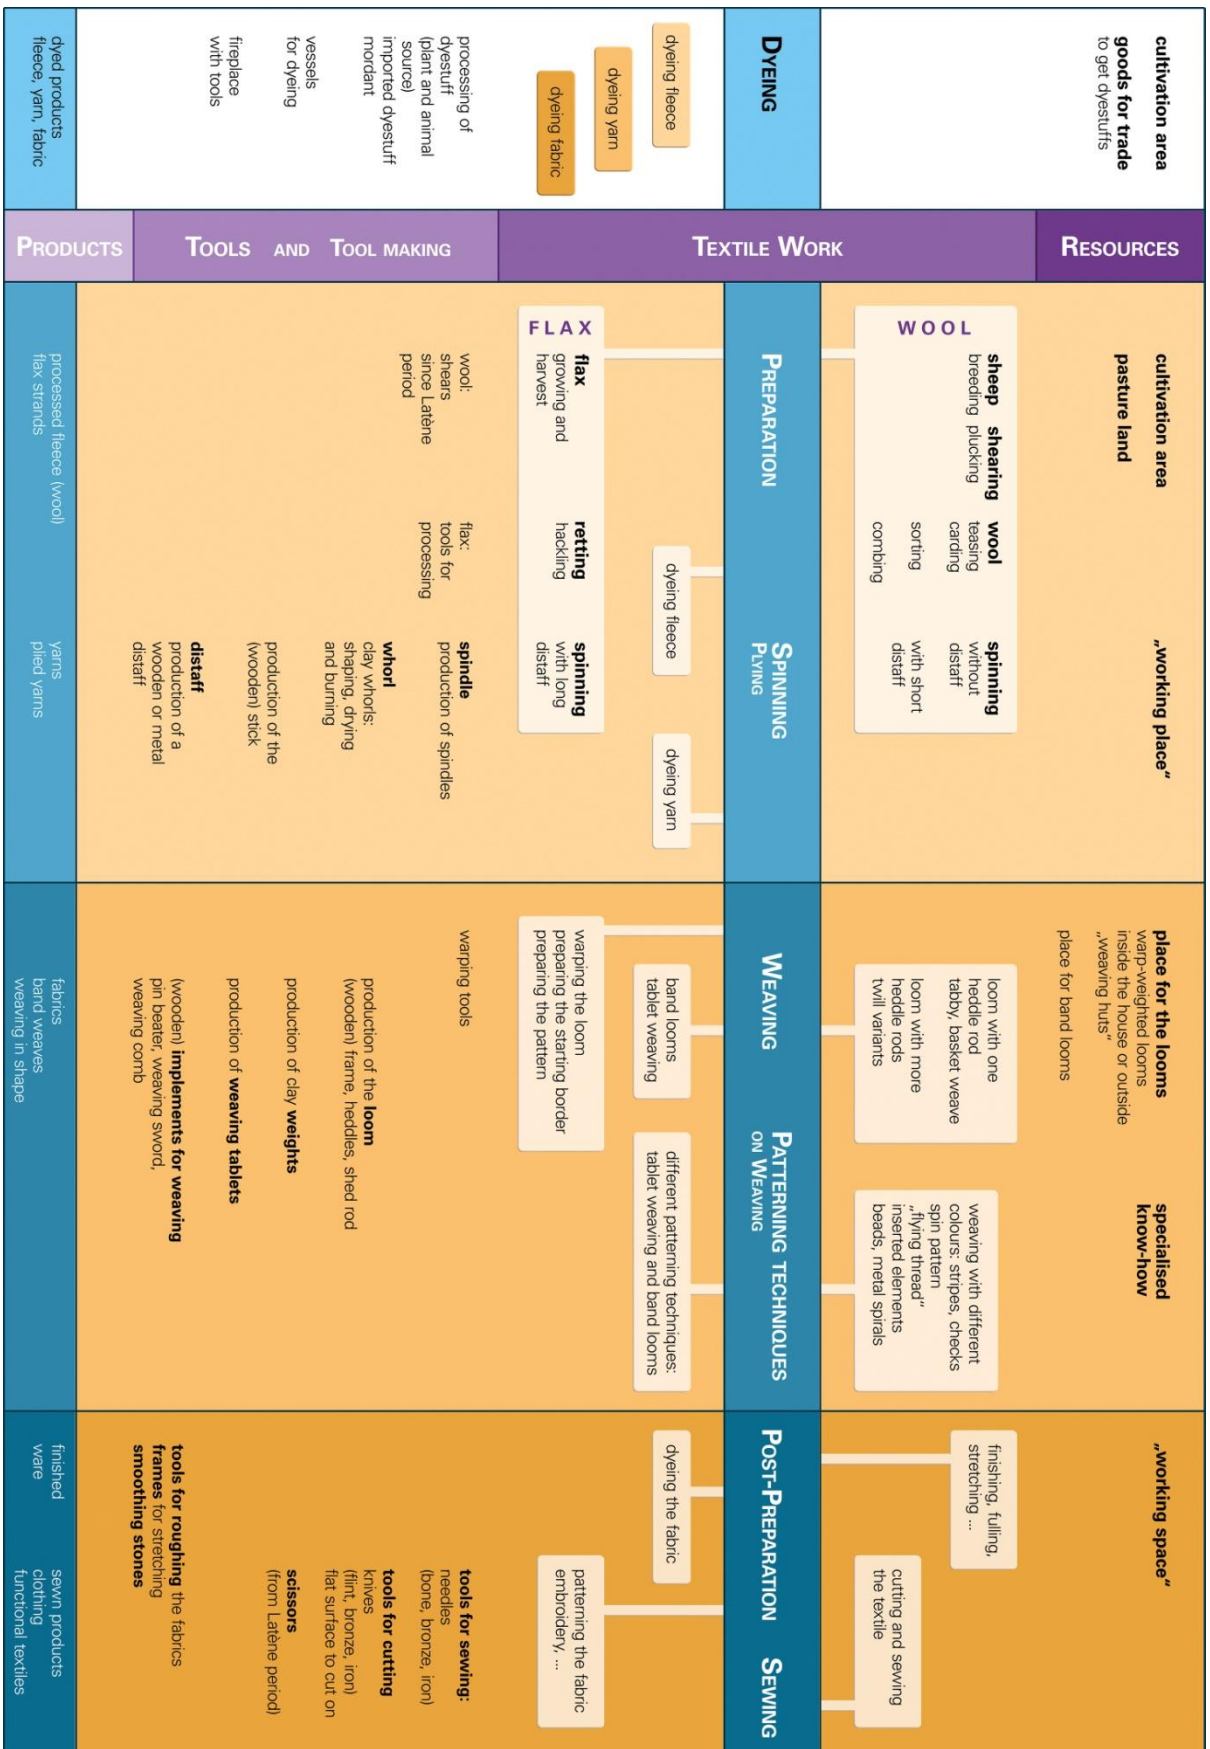 cultivation area
goods for trade
to get dyestuffs
DYEING
dyeing fleece
dyeing yarn
dyeing fabric
processing of
dyestuff
(plant and animal
source)
imported dyestuff
mordant
vessels
for dyeing
fireplace
with tools
dyed products
fleece, yarn, fabric
RESOURCES
TEXTILE WORK
TOOLS AND TOOL MAKING
PRODUCTS
cultivation area
pasture land
„working place“
WOOL
sheep
breeding
shearing
plucking
wool
teasing
carding
sorting
combing
spinning
without
distaff
with short
distaff
PREPARATION
SPINNING
PLYING
dyeing fleece
dyeing yarn
FLAX
flax
growing and
harvest
retting
hackling
spinning
with long
distaff
wool:
shears
since Latène
period
flax:
tools for
processing
spindle
production of spindles
whorl
clay whorls:
shaping, drying
and burning
production of the
(wooden) stick
distaff
production of a
wooden or metal
distaff
processed fleece (wool)
flax strands
yarns
plied yarns
place for the looms
warp-weighted looms
inside the house or outside
„weaving huts“
place for band looms
specialised
know-how
loom with one
heddle rod
tabby, basket weave
loom with more
heddle rods
twill variants
weaving with different
colours: stripes, checks
spin pattern
„flying thread“
inserted elements
beads, metal spirals
WEAVING
PATTERNING TECHNIQUES
ON WEAVING
band looms
tablet weaving
different patterning techniques:
tablet weaving and band looms
warping the loom
preparing the starting border
preparing the pattern
warping tools
production of the loom
(wooden) frame, heddles, shed rod
production of clay weights
production of weaving tablets
(wooden) implements for weaving
pin beater, weaving sword,
weaving comb
fabrics
band weaves
weaving in shape
„working space“
finishing, fulling,
stretching ...
cutting and sewing
the textile
POST-PREPARATION
SEWING
dyeing the fabric
patterning the fabric
embroidery, ...
tools for sewing:
needles
(bone, bronze, iron)
tools for cutting
knives
(flint, bronze, iron)
flat surface to cut on
scissors
(from Latène period)
tools for roughing the fabrics
frames for stretching
smoothing stones
finished
ware
sewn products
clothing
functional textiles